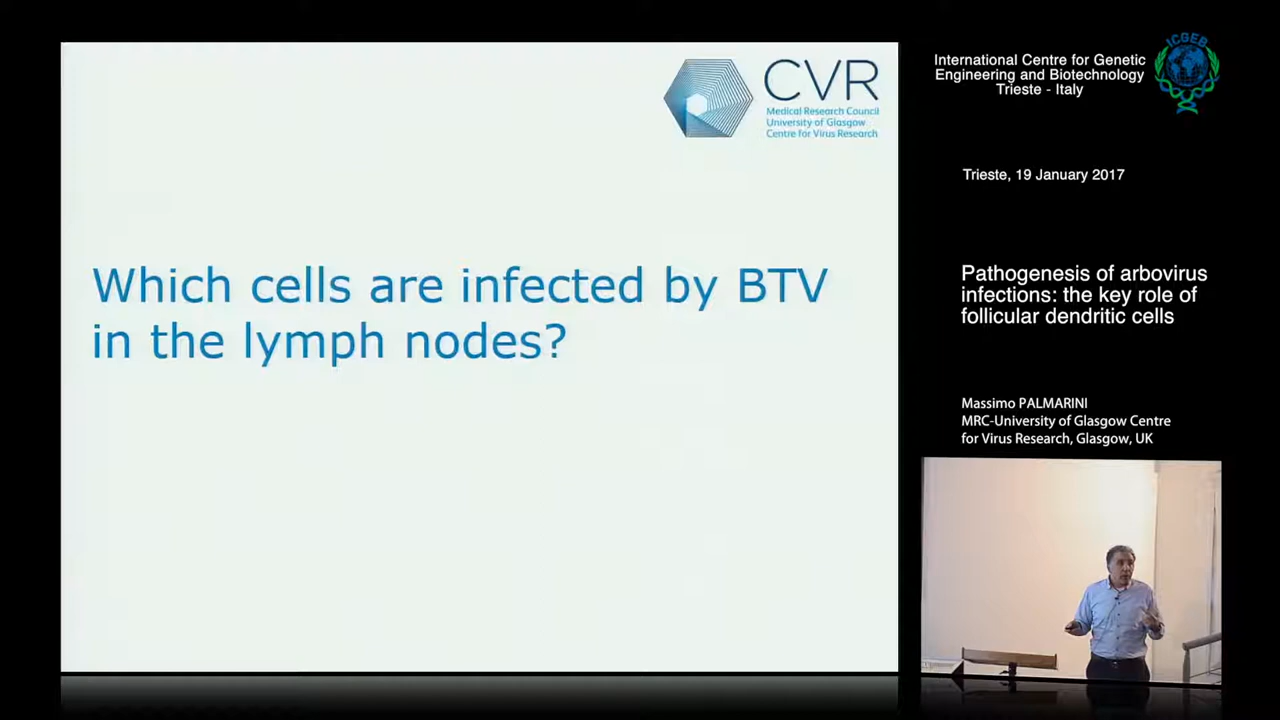 CVR
Medical Research Council
University of Glasgow
Centre for Virus Research
Which cells are infected by BTV
in the lymph nodes?
ICGEB
International Centre for Genetic
Engineering and Biotechnology
Trieste - Italy
Trieste, 19 January 2017
Pathogenesis of arbovirus
infections: the key role of
follicular dendritic cells
Massimo PALMARINI
MRC-University of Glasgow Centre
for Virus Research, Glasgow, UK